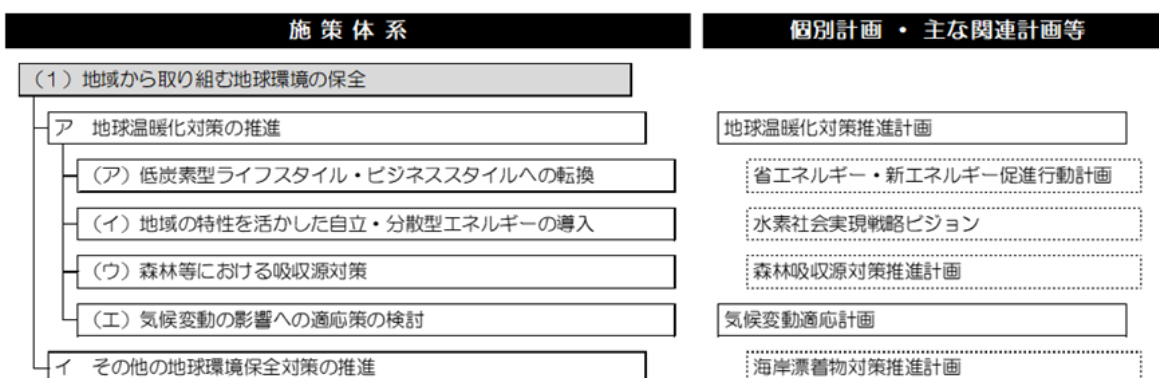 施策体系
個別計画 ・ 主な関連計画等
(1)地域から取り組む地球環境の保全
ア 地球温暖化対策の推進
地球温暖化対策推進計画
(ア)低炭素型ライフスタイル・ビジネススタイルへの転換
省エネルギー・新エネルギー促進行動計画
(イ)地域の特性を活かした自立・分散型エネルギーの導入
水素社会実現戦略ビジョン
(ウ)森林等における吸収源対策
森林吸収源対策推進計画
(エ)気候変動の影響への適応策の検討
気候変動適応計画
イ その他の地球環境保全対策の推進
海岸漂着物対策推進計画